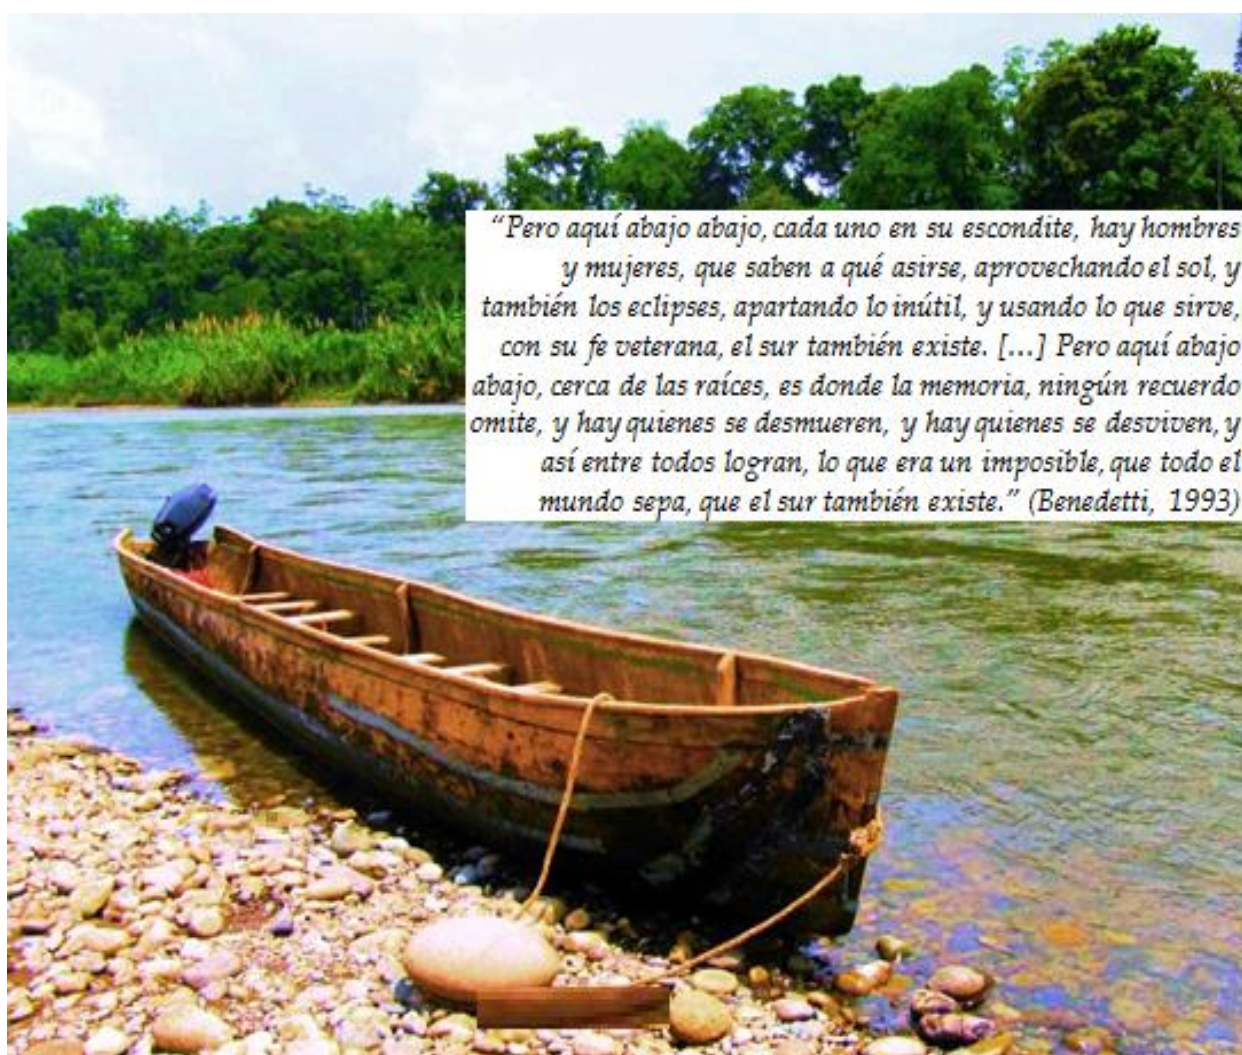 “Pero aquí abajo abajo, cada uno en su escondite, hay hombres
y mujeres, que saben a qué asirse, aprovechando el sol, y
también los eclipses, apartando lo inútil, y usando lo que sirve,
con su fe veterana, el sur también existe. [...] Pero aquí abajo
abajo, cerca de las raíces, es donde la memoria, ningún recuerdo
omite, y hay quienes se desmueren, y hay quienes se desviven, y
así entre todos logran, lo que era un imposible, que todo el
mundo sepa, que el sur también existe.” (Benedetti, 1993)